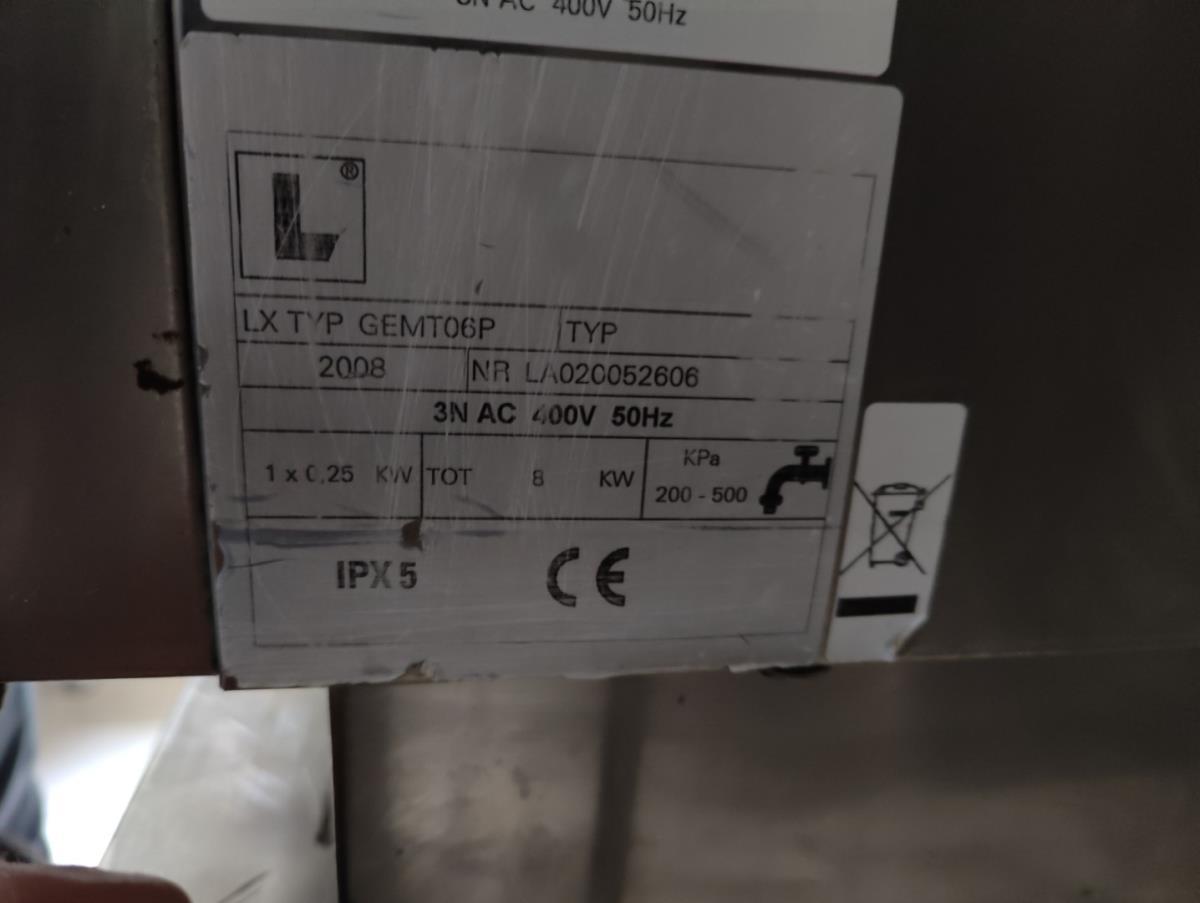 3N AC 400V 50Hz
L®
LX TYP GEMT06P TYP
2008 NR LA020052606
3N AC 400V 50Hz
1 x 0,25 KW TOT 8 KW KPa
200 - 500
IPX5 CE